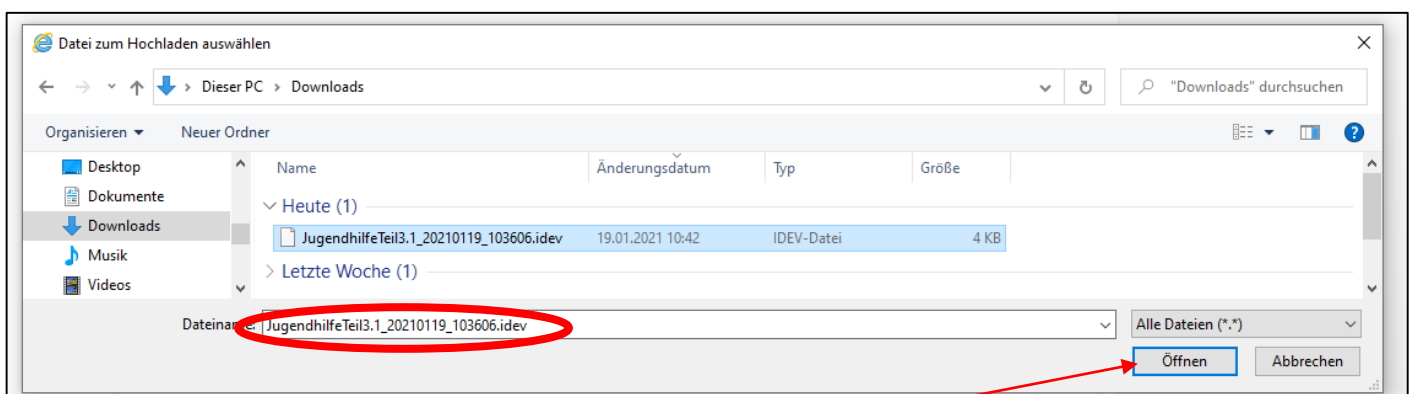 Datei zum Hochladen auswählen
Dieser PC > Downloads
"Downloads" durchsuchen
Organisieren Neuer Ordner
Desktop
Dokumente
Downloads
Musik
Videos
Name Änderungsdatum Typ Größe
Heute (1)
JugendhilfeTeil3.1_20210119_103606.idev 19.01.2021 10:42 IDEV-Datei 4 KB
Letzte Woche (1)
Dateiname: JugendhilfeTeil3.1_20210119_103606.idev Alle Dateien (*.*)
Öffnen Abbrechen